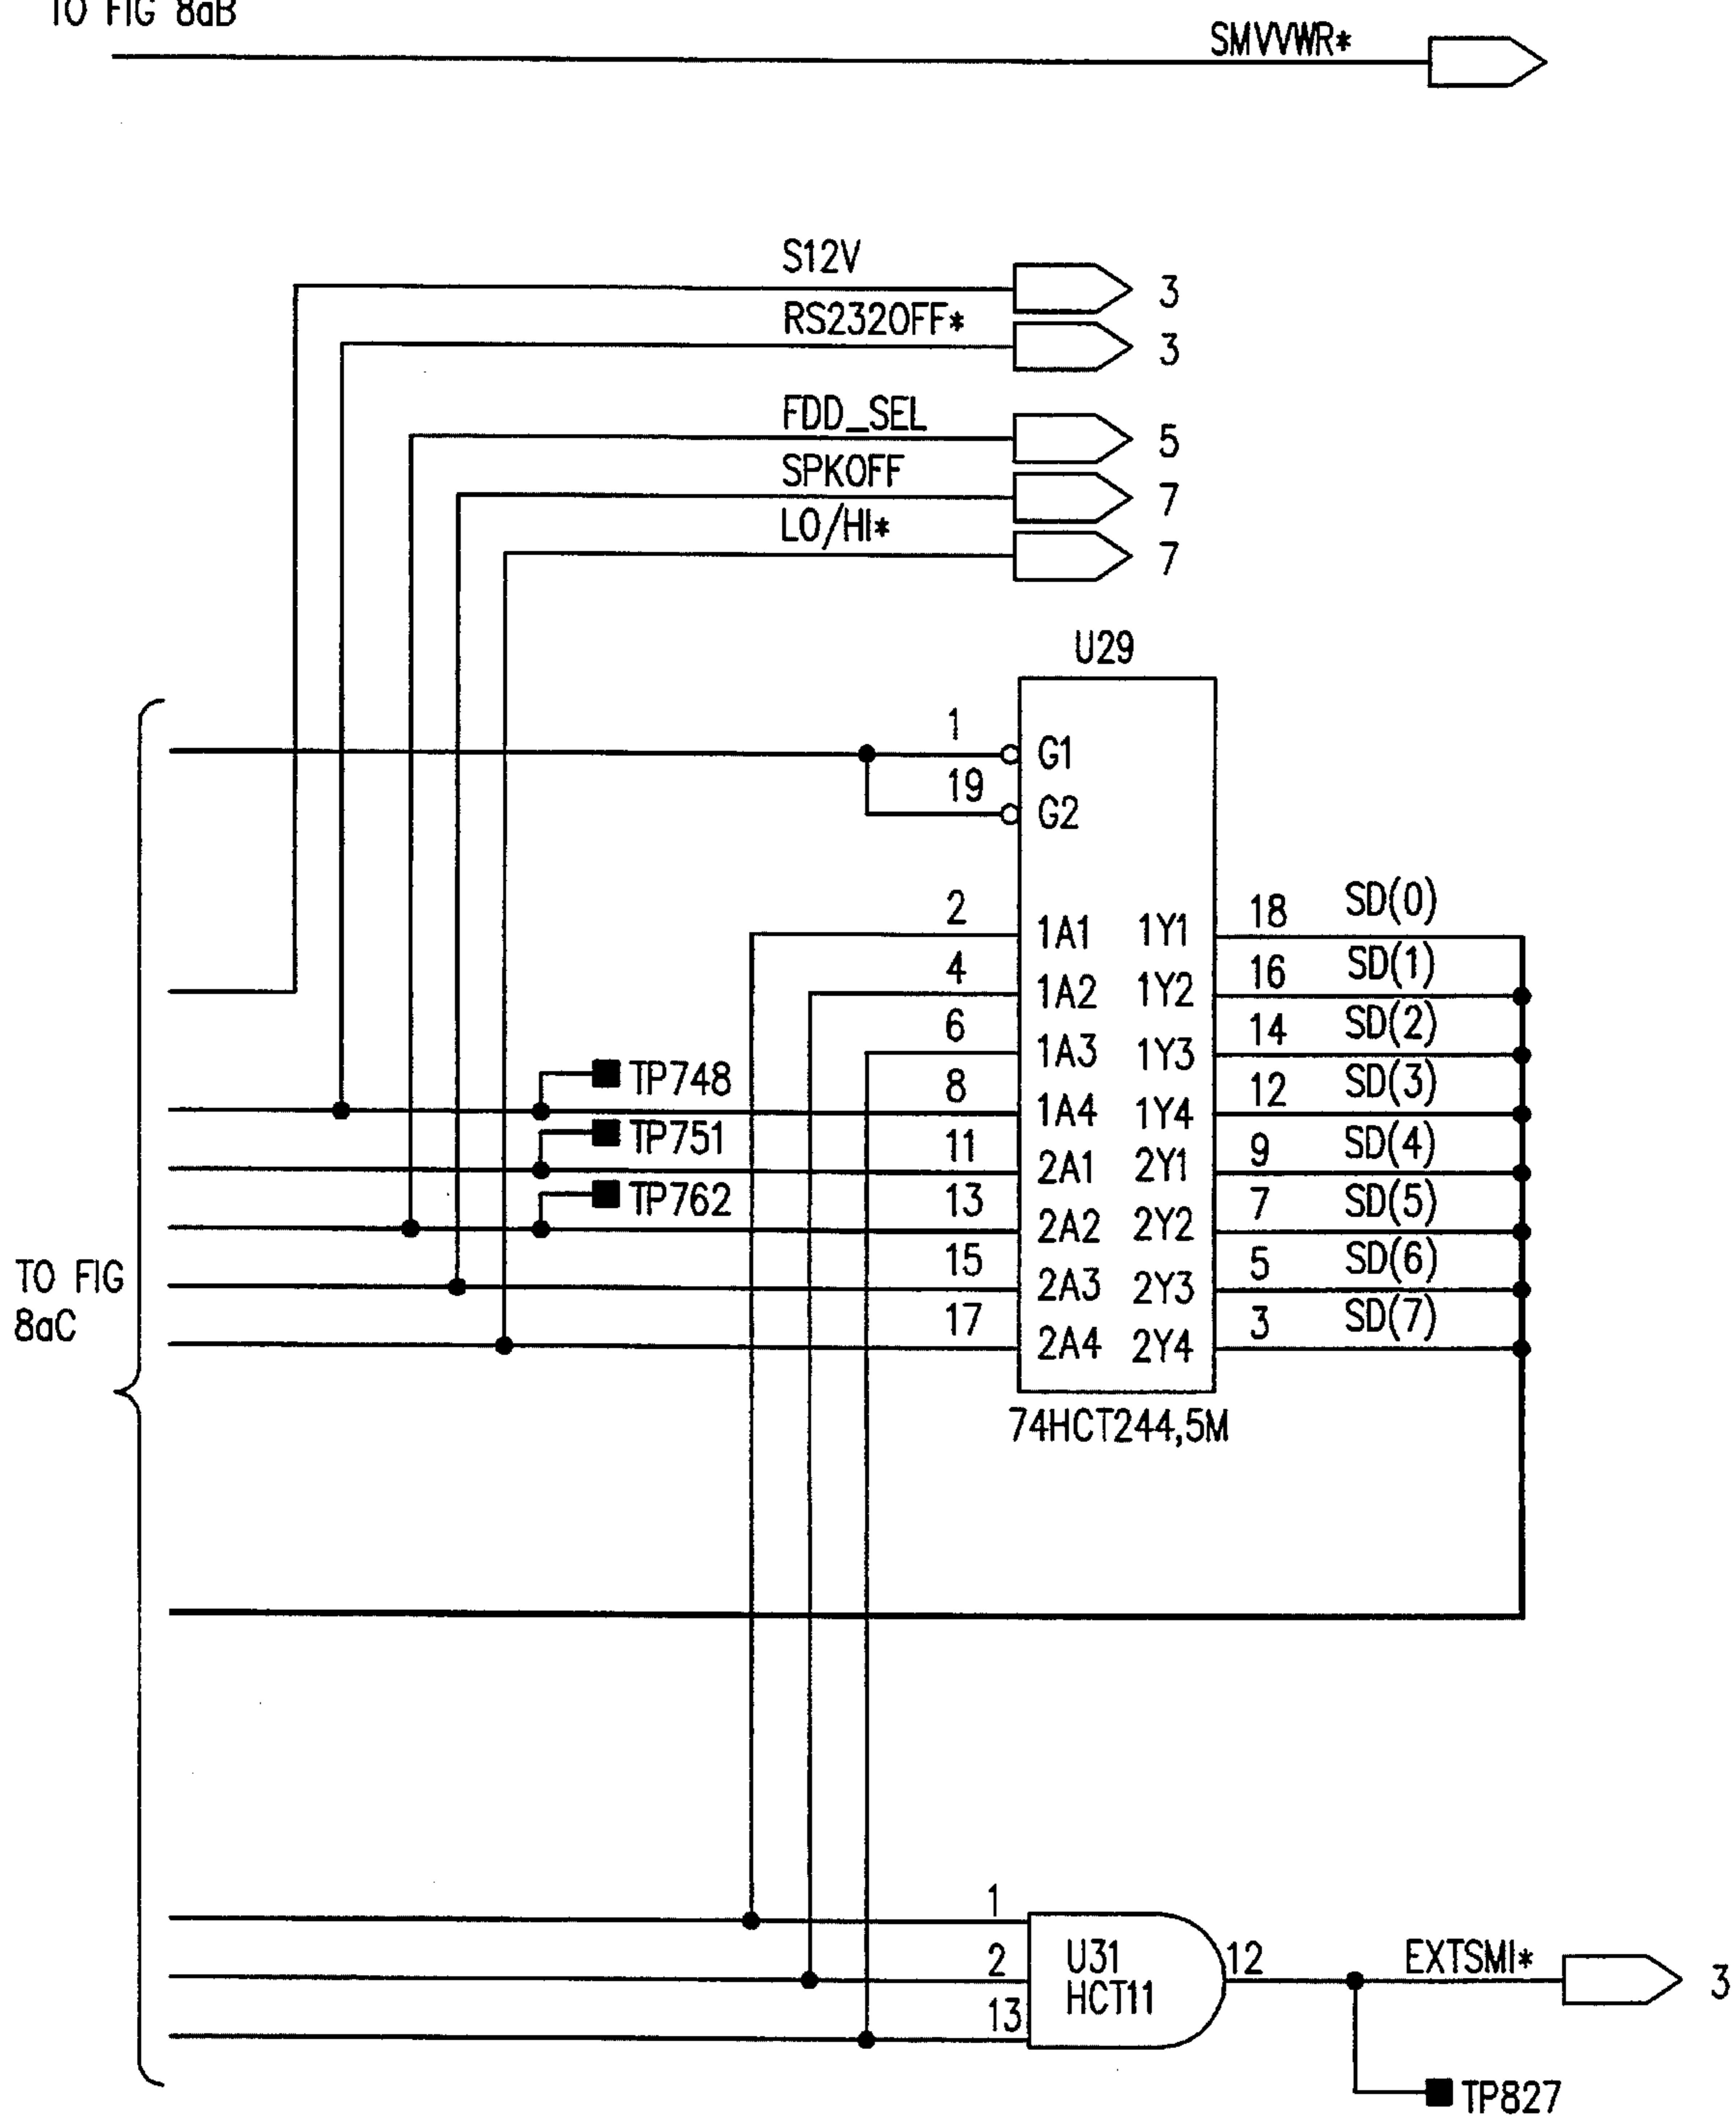 TO FIG 8aB
SMVVWR*
S12V
3
RS232OFF*
3
FDD_SEL
5
SPKOFF
7
LO/HI*
7
U29
1
G1
19
G2
2
1A1
1Y1
18
SD(0)
4
1A2
1Y2
16
SD(1)
6
1A3
1Y3
14
SD(2)
TP748
8
1A4
1Y4
12
SD(3)
TP751
11
2A1
2Y1
9
SD(4)
TP762
13
2A2
2Y2
7
SD(5)
15
2A3
2Y3
5
SD(6)
17
2A4
2Y4
3
SD(7)
TO FIG
8aC
74HCT244,5M
1
2
13
U31
HCT11
12
EXTSMI*
3
TP827